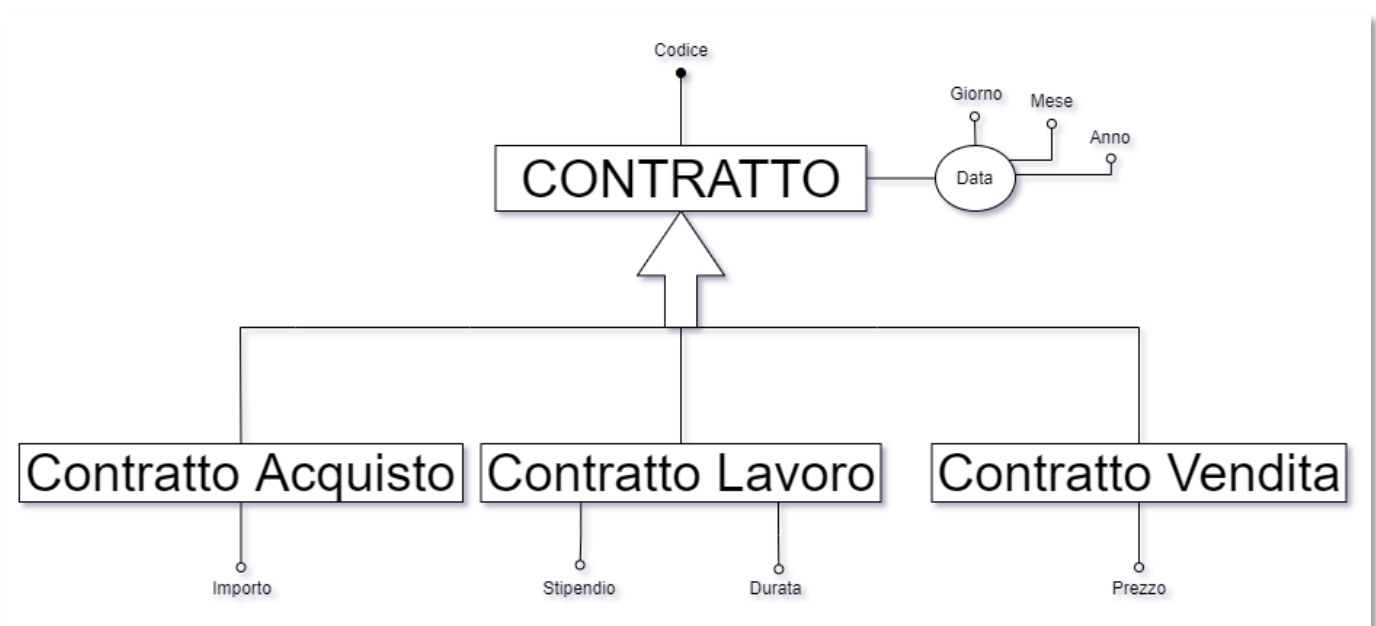 Codice
Giorno
Mese
Anno
CONTRATTO
Data
Contratto Acquisto
Contratto Lavoro
Contratto Vendita
Importo
Stipendio
Durata
Prezzo